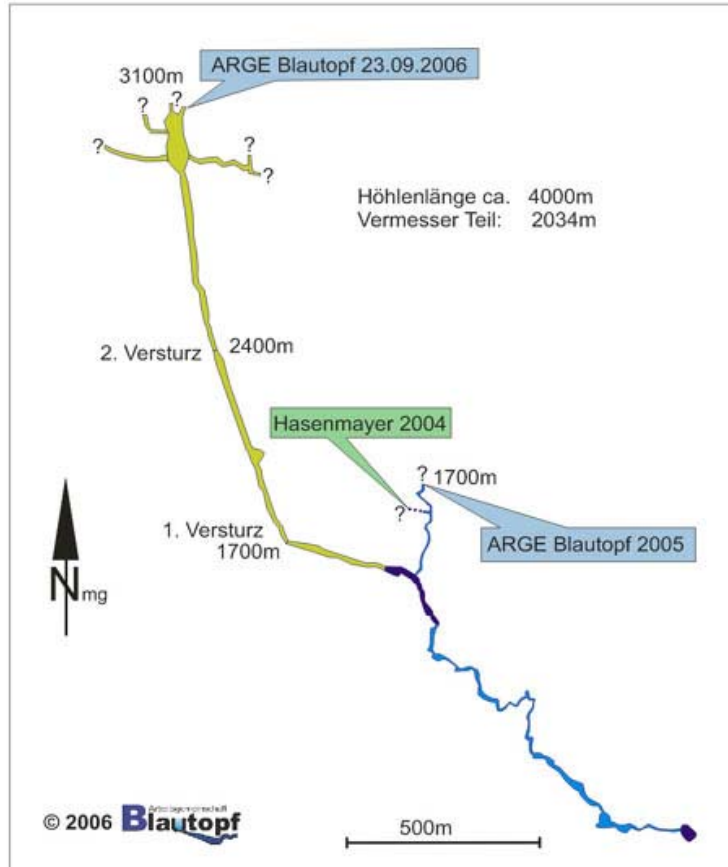 ARGE Blautopf 23.09.2006
3100m
?
?
?
?
?
Höhlenlänge ca. 4000m
Vermesser Teil: 2034m
2. Versturz
2400m
Hasenmayer 2004
?
1700m
?
1. Versturz
1700m
ARGE Blautopf 2005
N mg
© 2006
Arbeitsgemeinschaft
Blautopf
500m